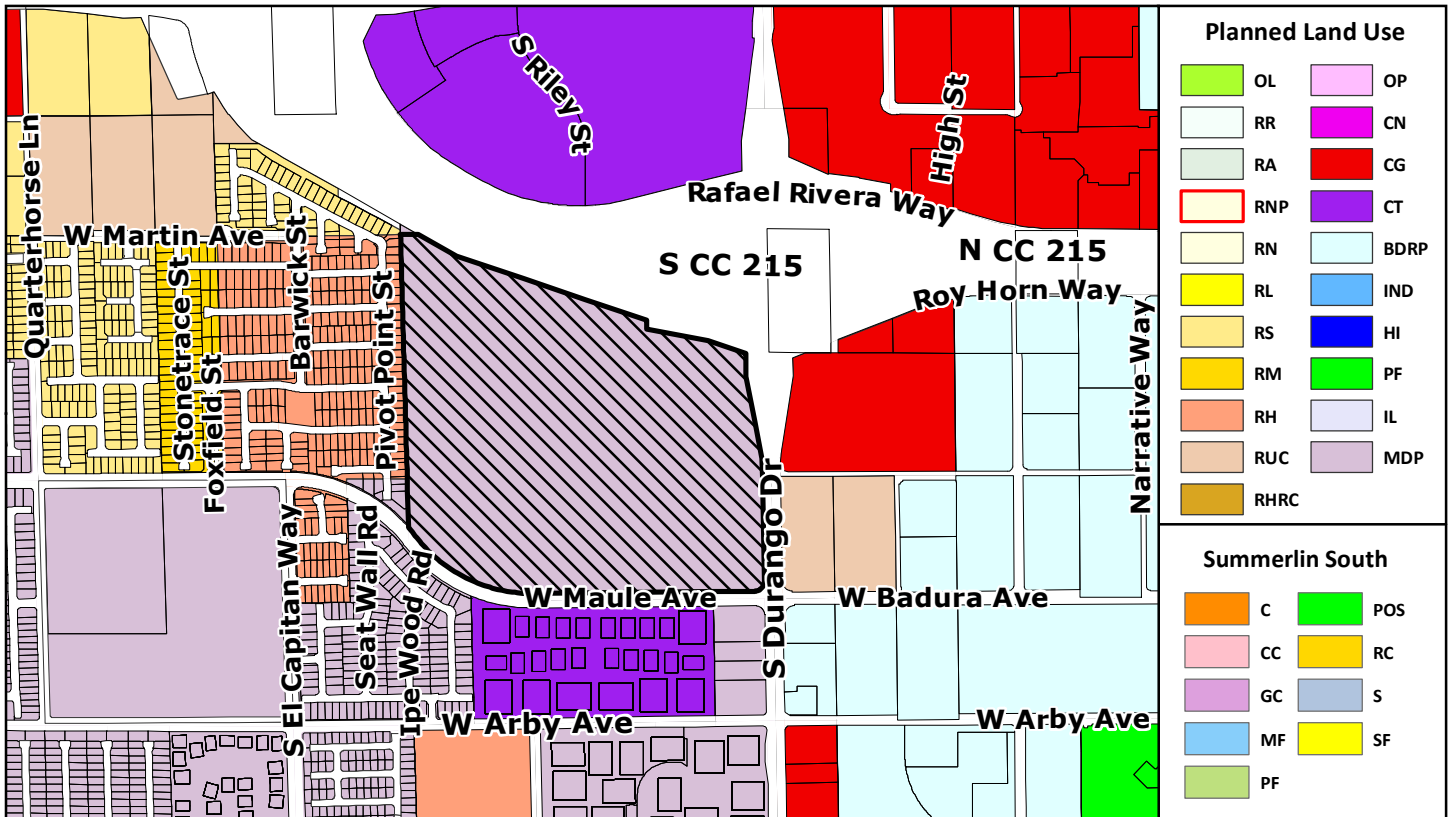 S Riley St
High St
Rafael Rivera Way
Quarterhorse Ln
W Martin Ave
Barwick St
S CC 215
N CC 215
Roy Horn Way
Stonetrace St
Foxfield St
Pivot Point St
Narrative Way
S El Capitan Way
Seat Wall Rd
Ipe Wood Rd
S Durango Dr
W Maule Ave
W Badura Ave
W Arby Ave
W Arby Ave
Planned Land Use
OL OP
RR CN
RA CG
RNP CT
RN BDRP
RL IND
RS HI
RM PF
RH IL
RUC MDP
RHRC
Summerlin South
C POS
CC RC
GC S
MF SF
PF